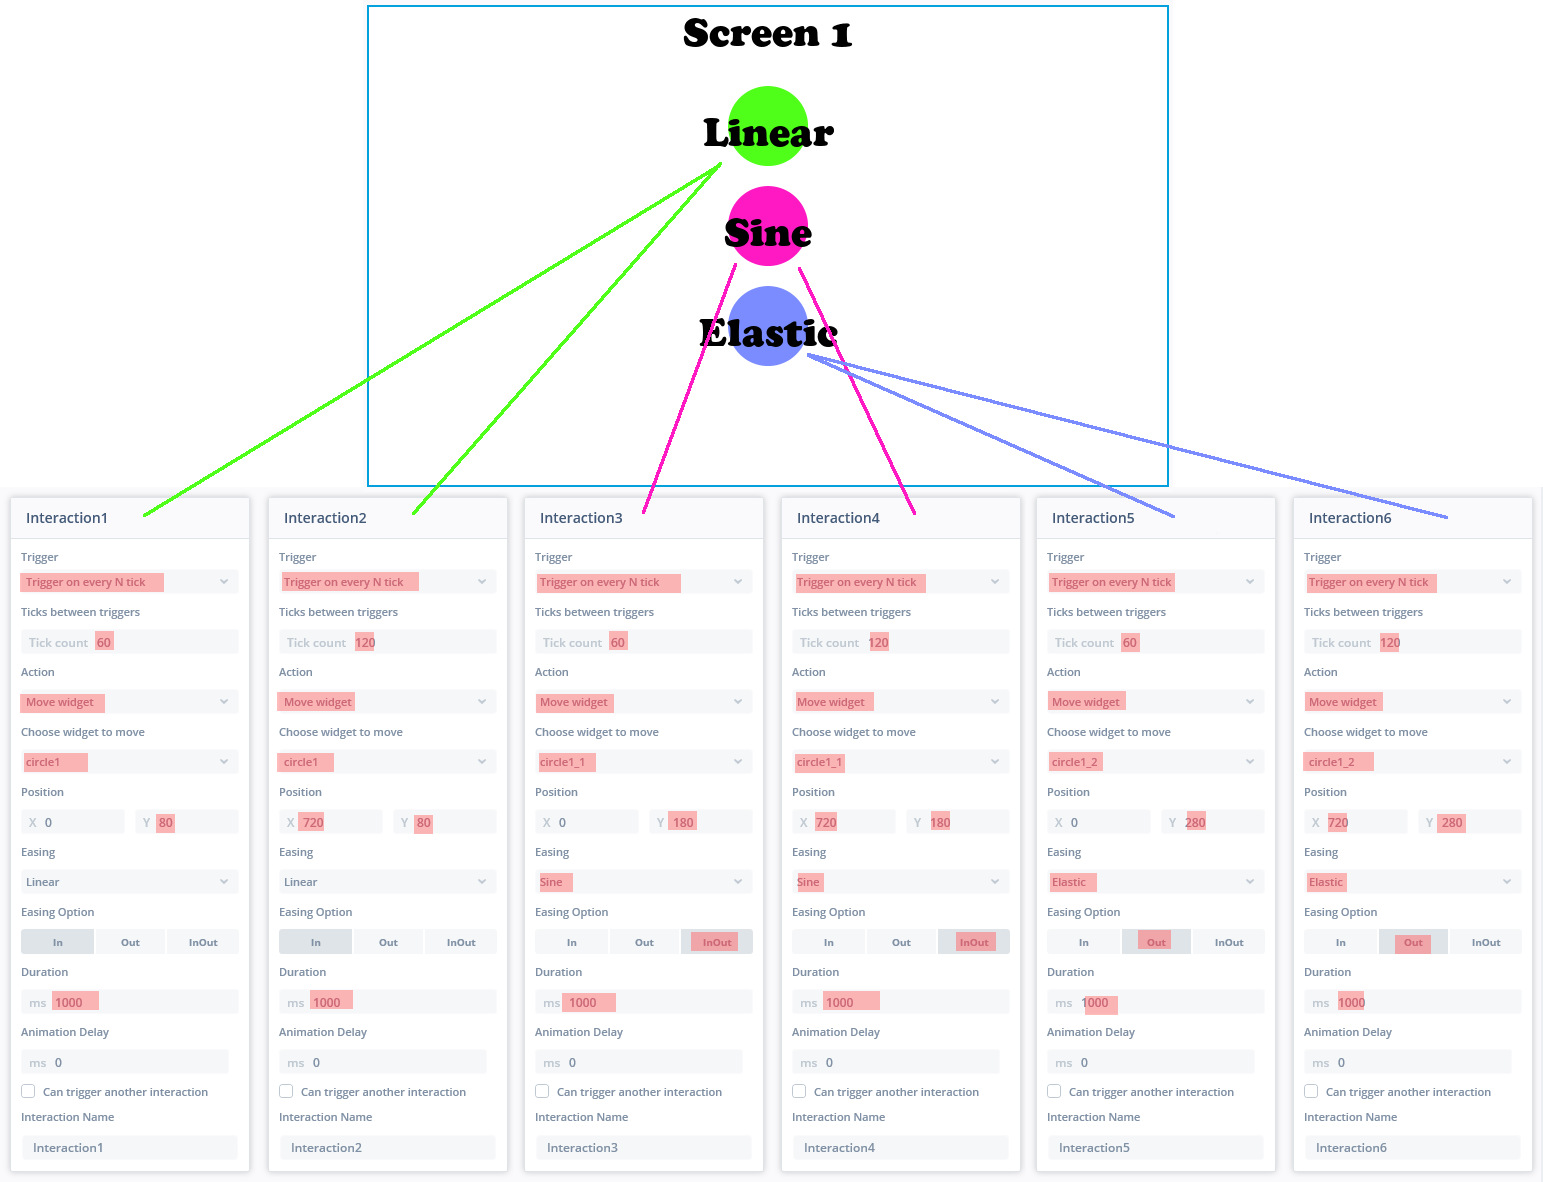 Screen 1
Linear
Sine
Elastic
Interaction1
Trigger
Trigger on every N tick
Ticks between triggers
Tick count 60
Action
Move widget
Choose widget to move
circle1
Position
X 0 Y 80
Easing
Linear
Easing Option
In Out InOut
Duration
ms 1000
Animation Delay
ms 0
Can trigger another interaction
Interaction Name
Interaction1
Interaction2
Trigger
Trigger on every N tick
Ticks between triggers
Tick count 120
Action
Move widget
Choose widget to move
circle1
Position
X 720 Y 80
Easing
Linear
Easing Option
In Out InOut
Duration
ms 1000
Animation Delay
ms 0
Can trigger another interaction
Interaction Name
Interaction2
Interaction3
Trigger
Trigger on every N tick
Ticks between triggers
Tick count 60
Action
Move widget
Choose widget to move
circle1_1
Position
X 0 Y 180
Easing
Sine
Easing Option
In Out InOut
Duration
ms 1000
Animation Delay
ms 0
Can trigger another interaction
Interaction Name
Interaction3
Interaction4
Trigger
Trigger on every N tick
Ticks between triggers
Tick count 120
Action
Move widget
Choose widget to move
circle1_1
Position
X 720 Y 180
Easing
Sine
Easing Option
In Out InOut
Duration
ms 1000
Animation Delay
ms 0
Can trigger another interaction
Interaction Name
Interaction4
Interaction5
Trigger
Trigger on every N tick
Ticks between triggers
Tick count 60
Action
Move widget
Choose widget to move
circle1_2
Position
X 0 Y 280
Easing
Elastic
Easing Option
In Out InOut
Duration
ms 1000
Animation Delay
ms 0
Can trigger another interaction
Interaction Name
Interaction5
Interaction6
Trigger
Trigger on every N tick
Ticks between triggers
Tick count 120
Action
Move widget
Choose widget to move
circle1_2
Position
X 720 Y 280
Easing
Elastic
Easing Option
In Out InOut
Duration
ms 1000
Animation Delay
ms 0
Can trigger another interaction
Interaction Name
Interaction6